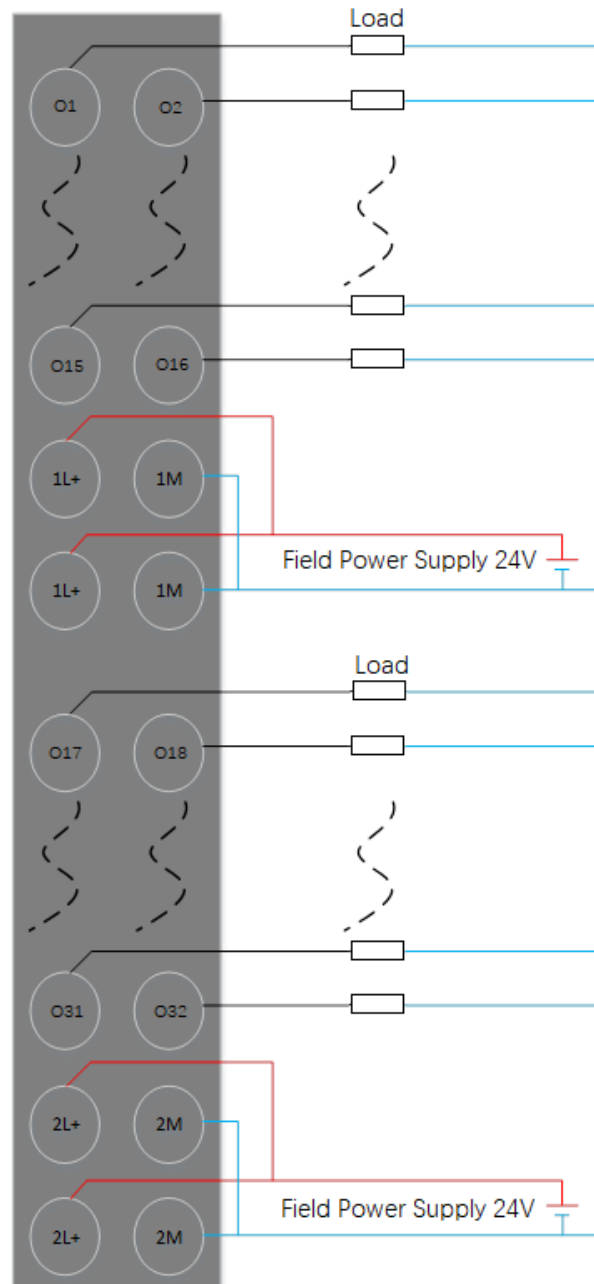 Load
O1 O2
O15 O16
1L+ 1M
Field Power Supply 24V
1L+ 1M
Load
O17 O18
O31 O32
2L+ 2M
Field Power Supply 24V
2L+ 2M